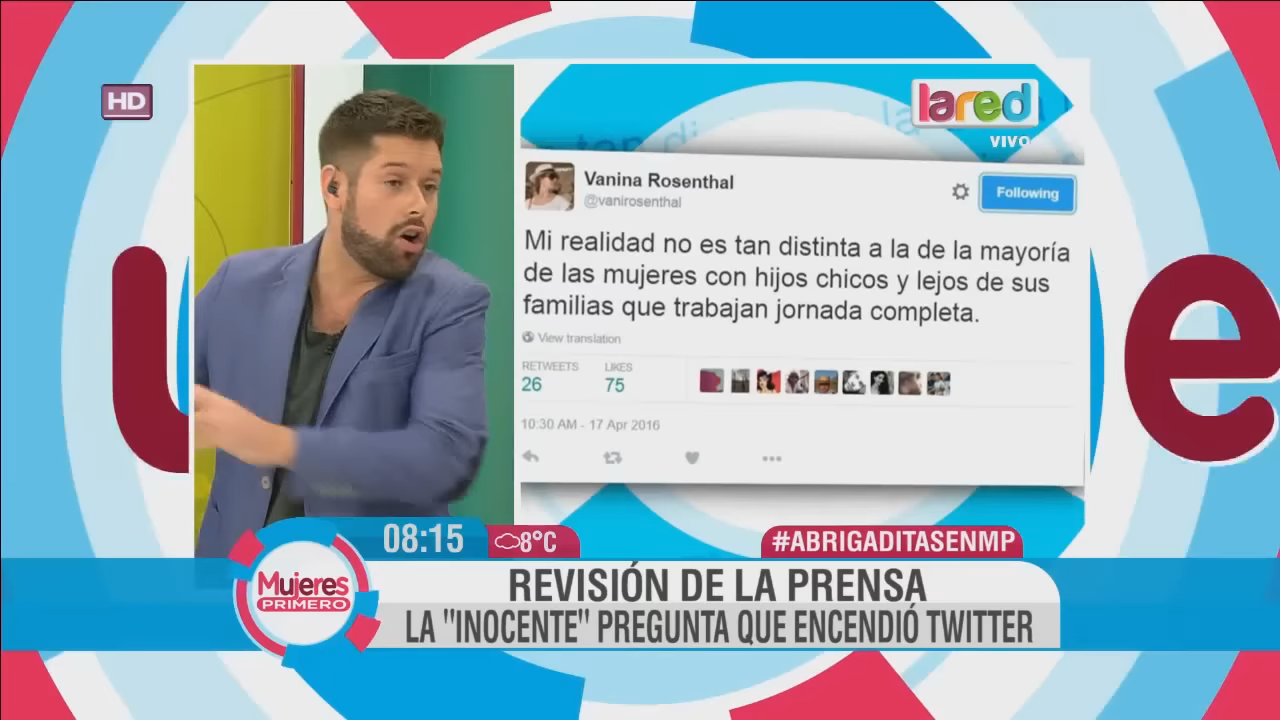 HD
lared
VIVO
Vanina Rosenthal
@vanirosenthal
Following
Mi realidad no es tan distinta a la de la mayoría
de las mujeres con hijos chicos y lejos de sus
familias que trabajan jornada completa.
View translation
RETWEETS
LIKES
26
75
10:30 AM - 17 Apr 2016
u
e
08:15
8°C
#ABRIGADITASENMP
Mujeres
PRIMERO
REVISIÓN DE LA PRENSA
LA "INOCENTE" PREGUNTA QUE ENCENDIÓ TWITTER